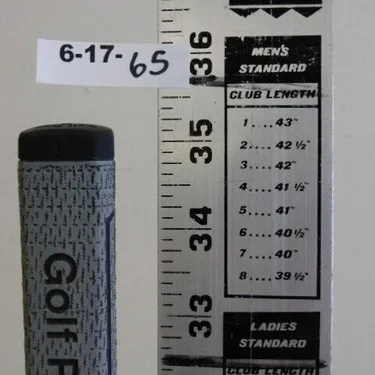 6-17-65
36
35
34
33
MEN'S
STANDARD
CLUB LENGTH
1....43"
2....42 1/2"
3....42"
4....41 1/2"
5....41"
6....40 1/2"
7....40"
8....39 1/2"
LADIES
STANDARD
CLUB LENGTH
Golf P